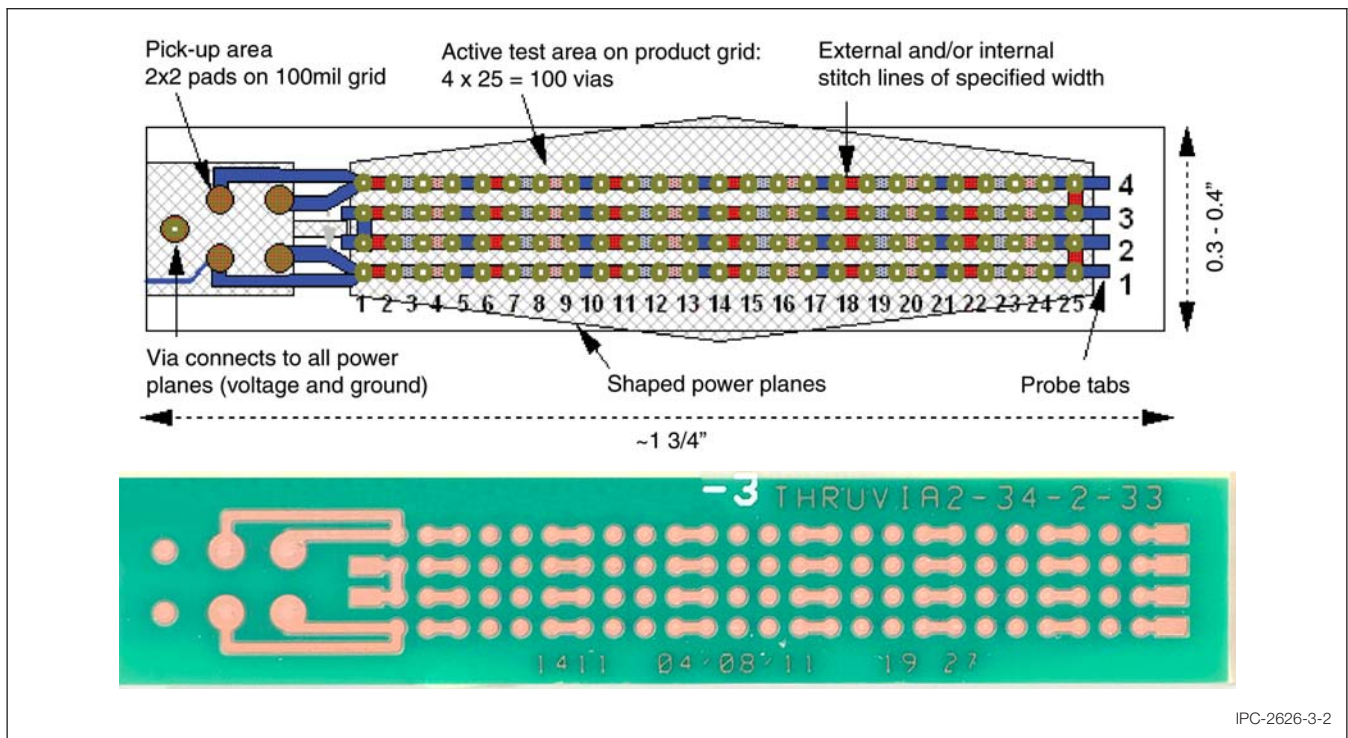 Pick-up area
2x2 pads on 100mil grid
Active test area on product grid:
4 x 25 = 100 vias
External and/or internal
stitch lines of specified width
4
3
2
1
1 2 3 4 5 6 7 8 9 10 11 12 13 14 15 16 17 18 19 20 21 22 23 24 25
0.3 - 0.4"
Via connects to all power
planes (voltage and ground)
Shaped power planes
Probe tabs
~1 3/4"
-3 THRUVIA2-34-2-33
1411 04/08/11 19 27
IPC-2626-3-2